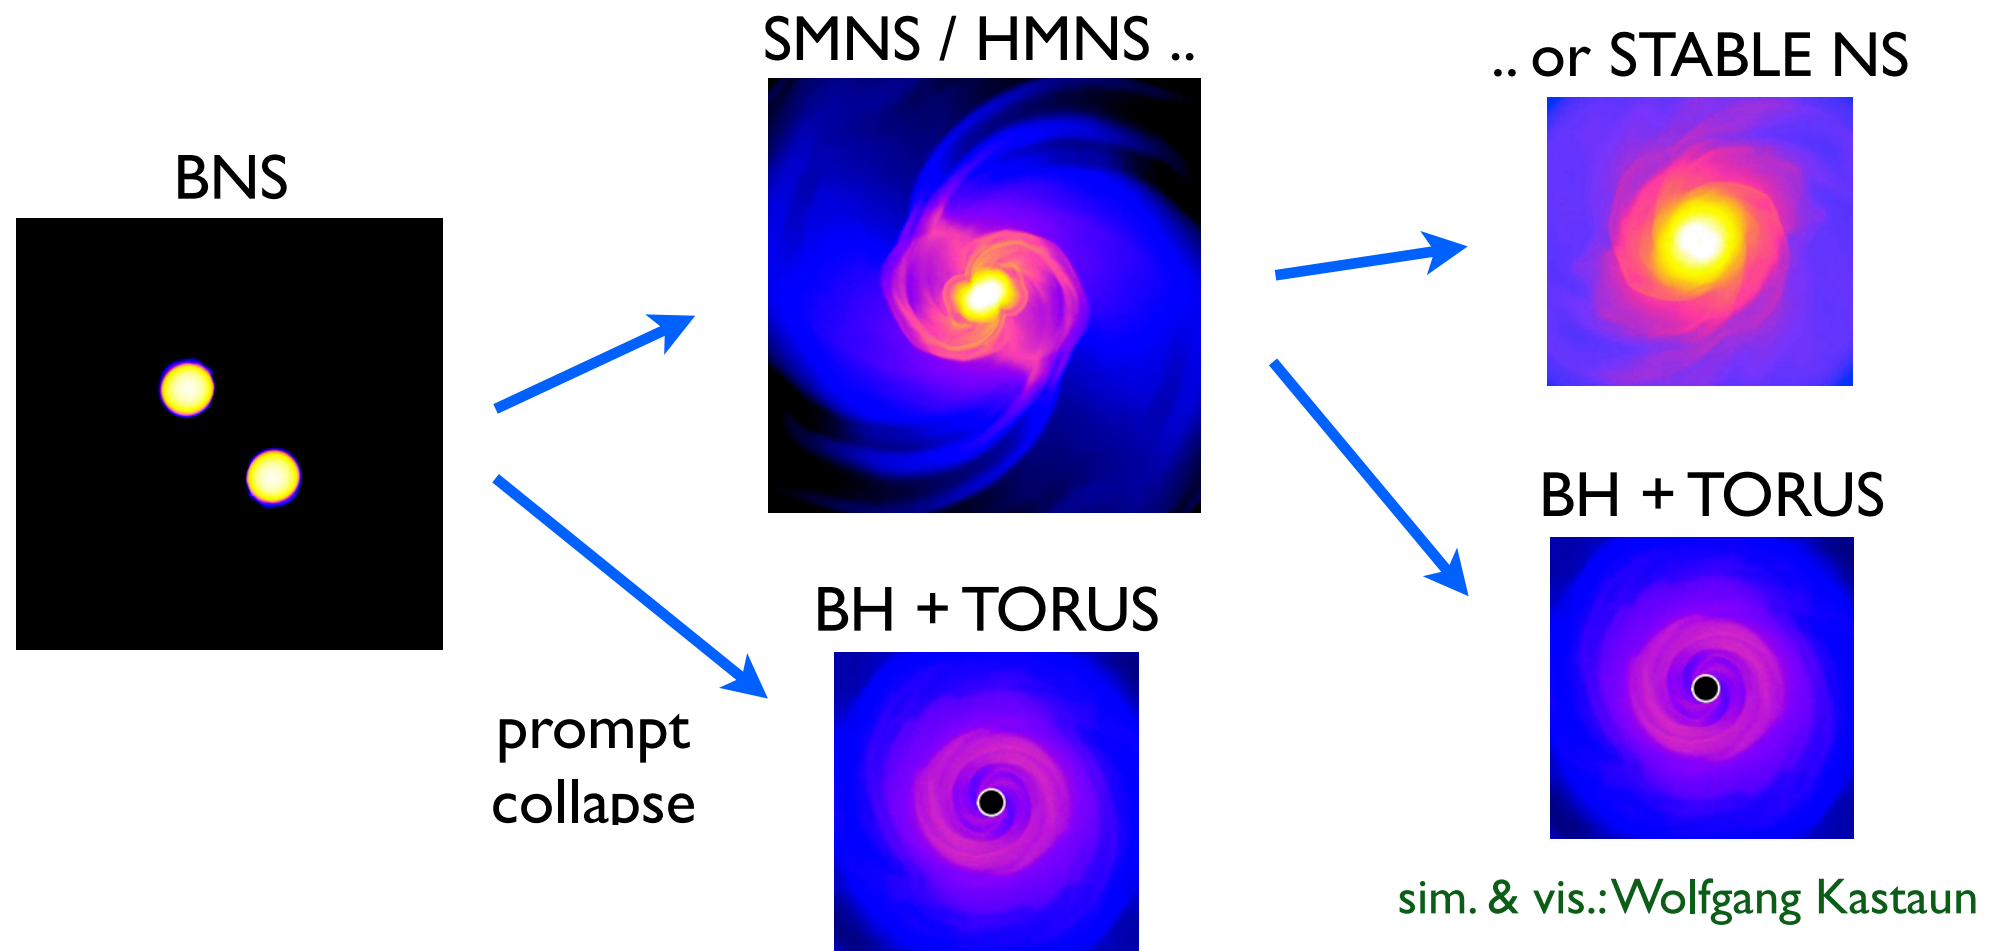 BNS
SMNS / HMNS ..
.. or STABLE NS
BH + TORUS
BH + TORUS
prompt
collapse
sim. & vis.: Wolfgang Kastaun